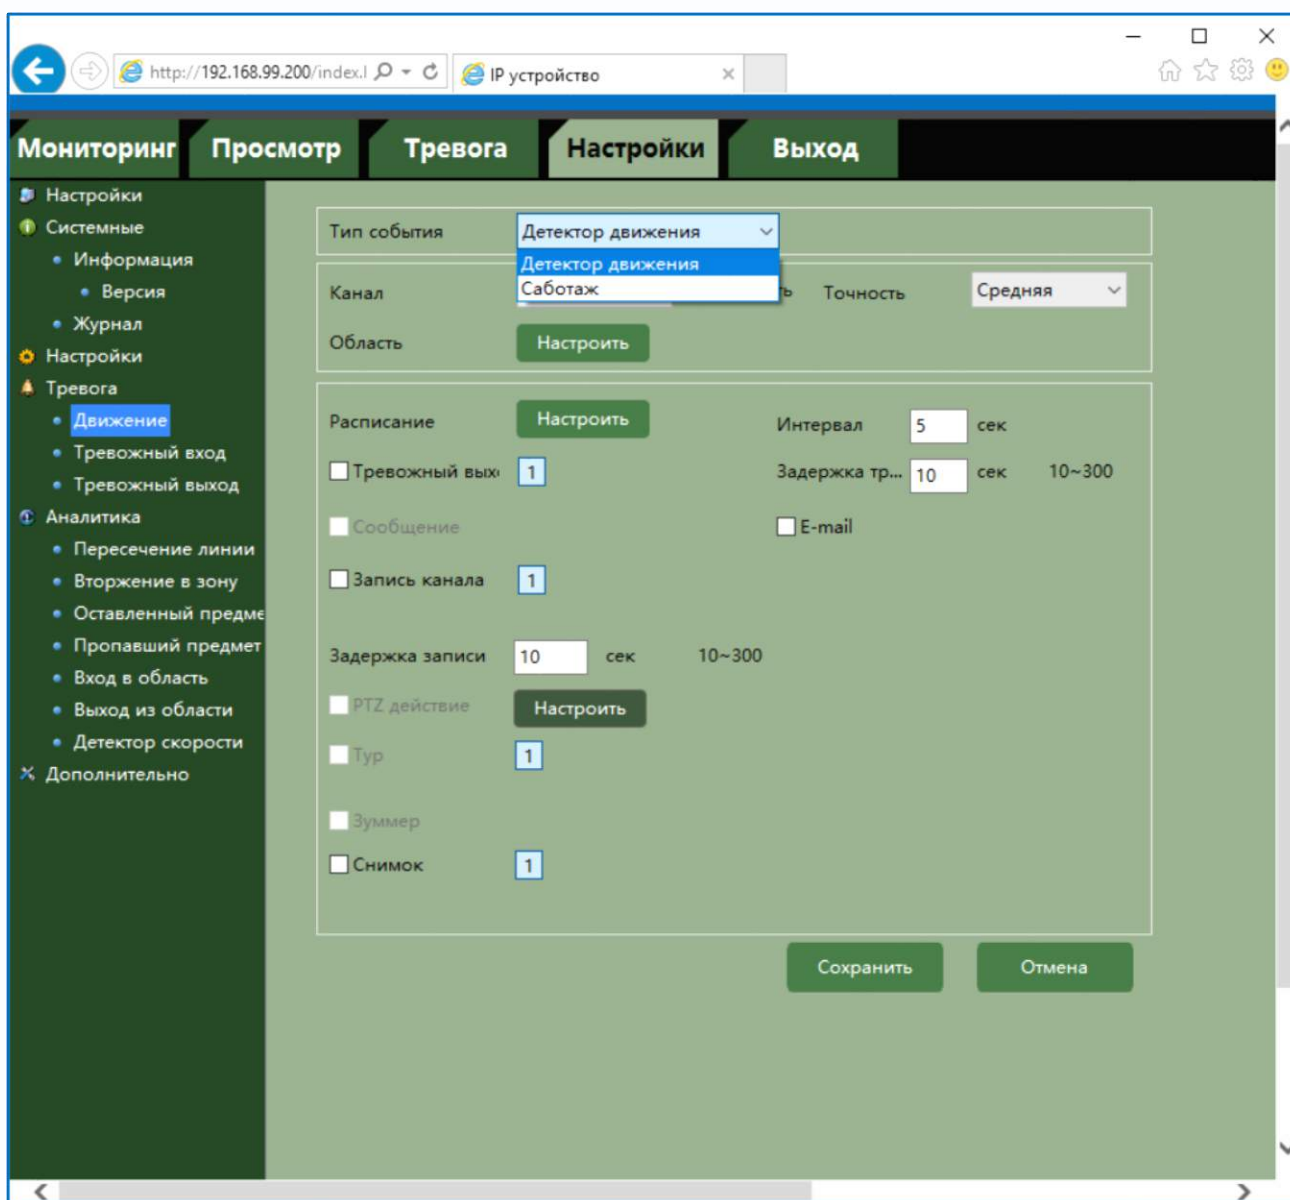 http://192.168.99.200/index.l
IP устройство
Мониторинг Просмотр Тревога Настройки Выход
Настройки
Системные
Информация
Версия
Журнал
Настройки
Тревога
Движение
Тревожный вход
Тревожный выход
Аналитика
Пересечение линии
Вторжение в зону
Оставленный предме
Пропавший предмет
Вход в область
Выход из области
Детектор скорости
Дополнительно
Тип события Детектор движения
Детектор движения
Саботаж
Канал ь Точность Средняя
Область Настроить
Расписание Настроить Интервал 5 сек
Тревожный вых 1 Задержка тр... 10 сек 10~300
Сообщение E-mail
Запись канала 1
Задержка записи 10 сек 10~300
PTZ действие Настроить
Тур 1
Зуммер
Снимок 1
Сохранить Отмена